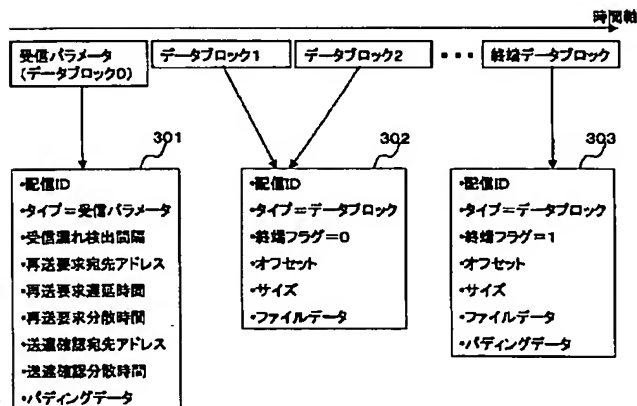 時間軸
受信パラメータ
(データブロック0)
データブロック1
データブロック2
・・・
終端データブロック
301
・配信ID
・タイプ=受信パラメータ
・受信漏れ検出間隔
・再送要求宛先アドレス
・再送要求遅延時間
・再送要求分散時間
・送達確認宛先アドレス
・送達確認分散時間
・パディングデータ
302
・配信ID
・タイプ=データブロック
・終端フラグ=0
・オフセット
・サイズ
・ファイルデータ
303
・配信ID
・タイプ=データブロック
・終端フラグ=1
・オフセット
・サイズ
・ファイルデータ
・パディングデータ